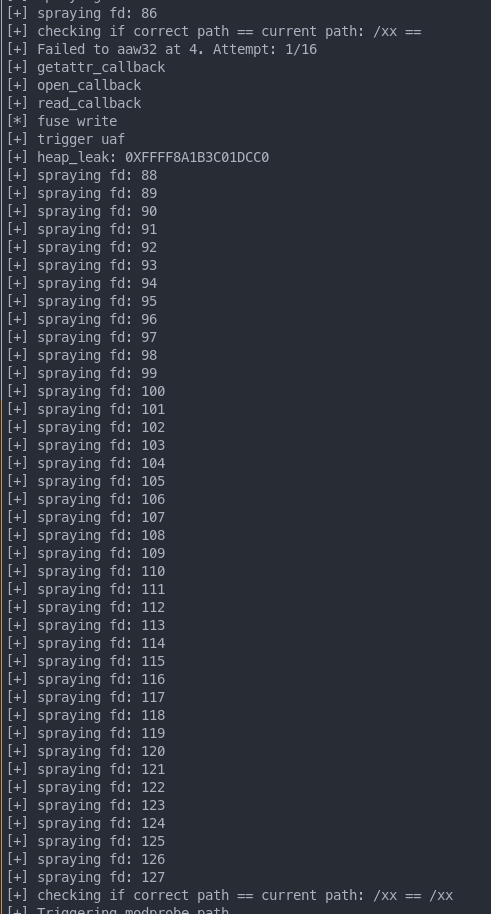 [+] spraying fd: 86
[+] checking if correct path == current path: /xx ==
[+] Failed to aaw32 at 4. Attempt: 1/16
[+] getattr_callback
[+] open_callback
[+] read_callback
[*] fuse write
[+] trigger uaf
[+] heap_leak: 0XFFFF8A1B3C01DCC0
[+] spraying fd: 88
[+] spraying fd: 89
[+] spraying fd: 90
[+] spraying fd: 91
[+] spraying fd: 92
[+] spraying fd: 93
[+] spraying fd: 94
[+] spraying fd: 95
[+] spraying fd: 96
[+] spraying fd: 97
[+] spraying fd: 98
[+] spraying fd: 99
[+] spraying fd: 100
[+] spraying fd: 101
[+] spraying fd: 102
[+] spraying fd: 103
[+] spraying fd: 104
[+] spraying fd: 105
[+] spraying fd: 106
[+] spraying fd: 107
[+] spraying fd: 108
[+] spraying fd: 109
[+] spraying fd: 110
[+] spraying fd: 111
[+] spraying fd: 112
[+] spraying fd: 113
[+] spraying fd: 114
[+] spraying fd: 115
[+] spraying fd: 116
[+] spraying fd: 117
[+] spraying fd: 118
[+] spraying fd: 119
[+] spraying fd: 120
[+] spraying fd: 121
[+] spraying fd: 122
[+] spraying fd: 123
[+] spraying fd: 124
[+] spraying fd: 125
[+] spraying fd: 126
[+] spraying fd: 127
[+] checking if correct path == current path: /xx == /xx
[+] Triggering modprobe path